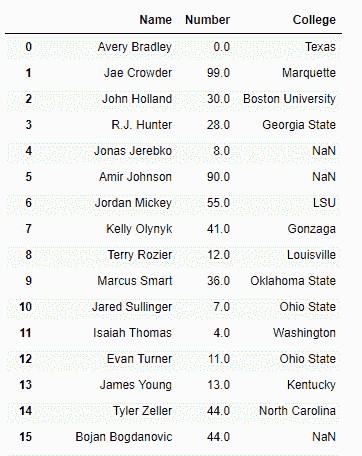 Name Number College
0 Avery Bradley 0.0 Texas
1 Jae Crowder 99.0 Marquette
2 John Holland 30.0 Boston University
3 R.J. Hunter 28.0 Georgia State
4 Jonas Jerebko 8.0 NaN
5 Amir Johnson 90.0 NaN
6 Jordan Mickey 55.0 LSU
7 Kelly Olynyk 41.0 Gonzaga
8 Terry Rozier 12.0 Louisville
9 Marcus Smart 36.0 Oklahoma State
10 Jared Sullinger 7.0 Ohio State
11 Isaiah Thomas 4.0 Washington
12 Evan Turner 11.0 Ohio State
13 James Young 13.0 Kentucky
14 Tyler Zeller 44.0 North Carolina
15 Bojan Bogdanovic 44.0 NaN